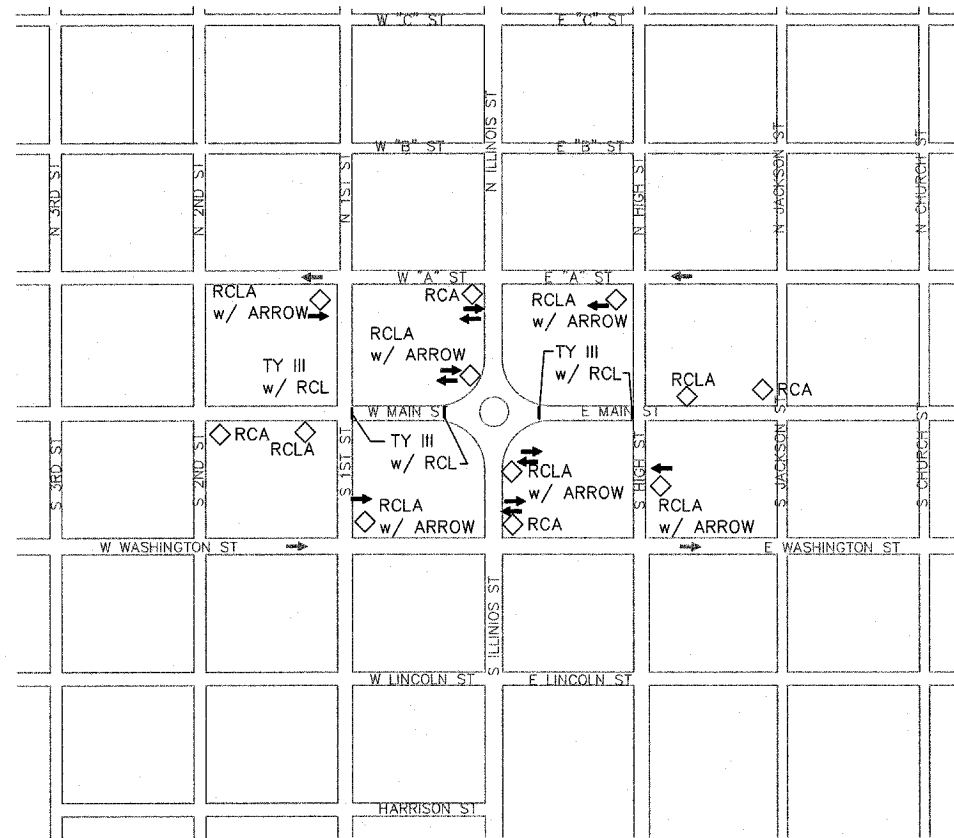 W "C" ST
E "C" ST
N ILLINOIS ST
W "B" ST
E "B" ST
N 3RD ST
N 2ND ST
N 1ST ST
N HIGH ST
N JACKSON ST
N CHURCH ST
W "A" ST
E "A" ST
RCLA
w/ ARROW
RCA
RCLA
w/ ARROW
RCLA
w/ ARROW
TY III
w/ RCL
TY III
w/ RCL
RCLA
RCA
W MAIN S
E MAIN ST
RCA
RCLA
TY III
w/ RCL
S 3RD ST
S 2ND ST
S 1ST ST
S HIGH ST
S JACKSON ST
S CHURCH ST
RCLA
w/ ARROW
RCLA
w/ ARROW
RCA
RCLA
w/ ARROW
W WASHINGTON ST
E WASHINGTON ST
S ILLINIOS ST
W LINCOLN ST
E LINCOLN ST
HARRISON ST